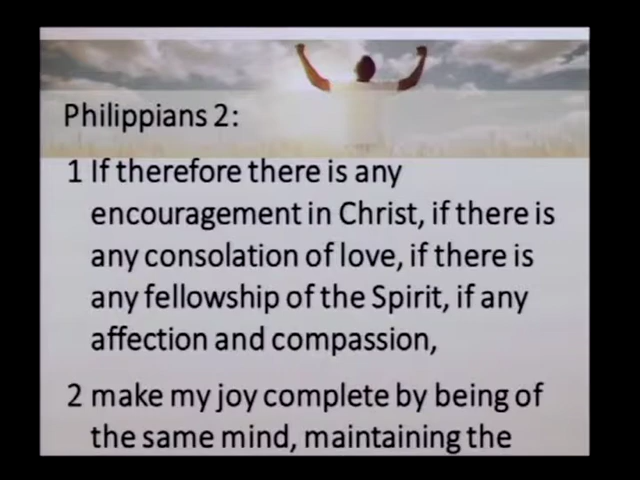 Philippians 2:
1 If therefore there is any
encouragement in Christ, if there is
any consolation of love, if there is
any fellowship of the Spirit, if any
affection and compassion,
2 make my joy complete by being of
the same mind, maintaining the